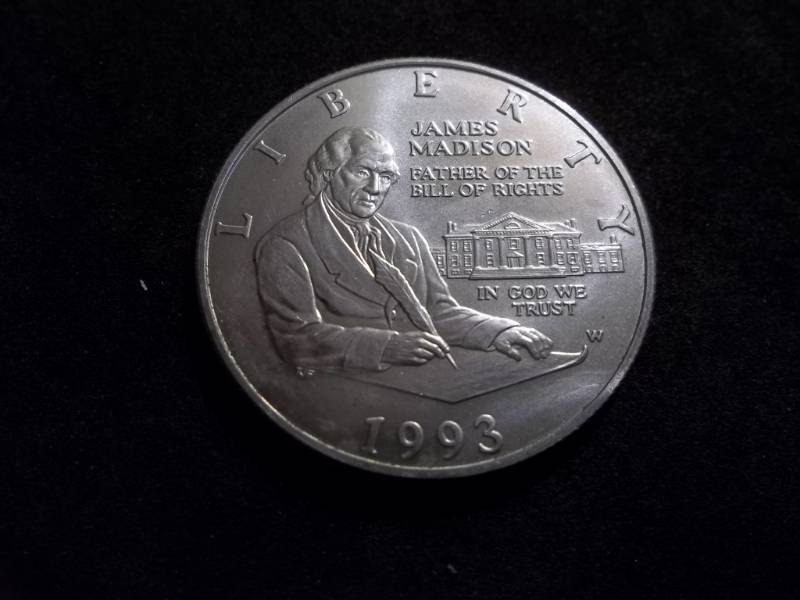 LIBERTY
JAMES
MADISON
FATHER OF THE
BILL OF RIGHTS
IN GOD WE
TRUST
W
1993